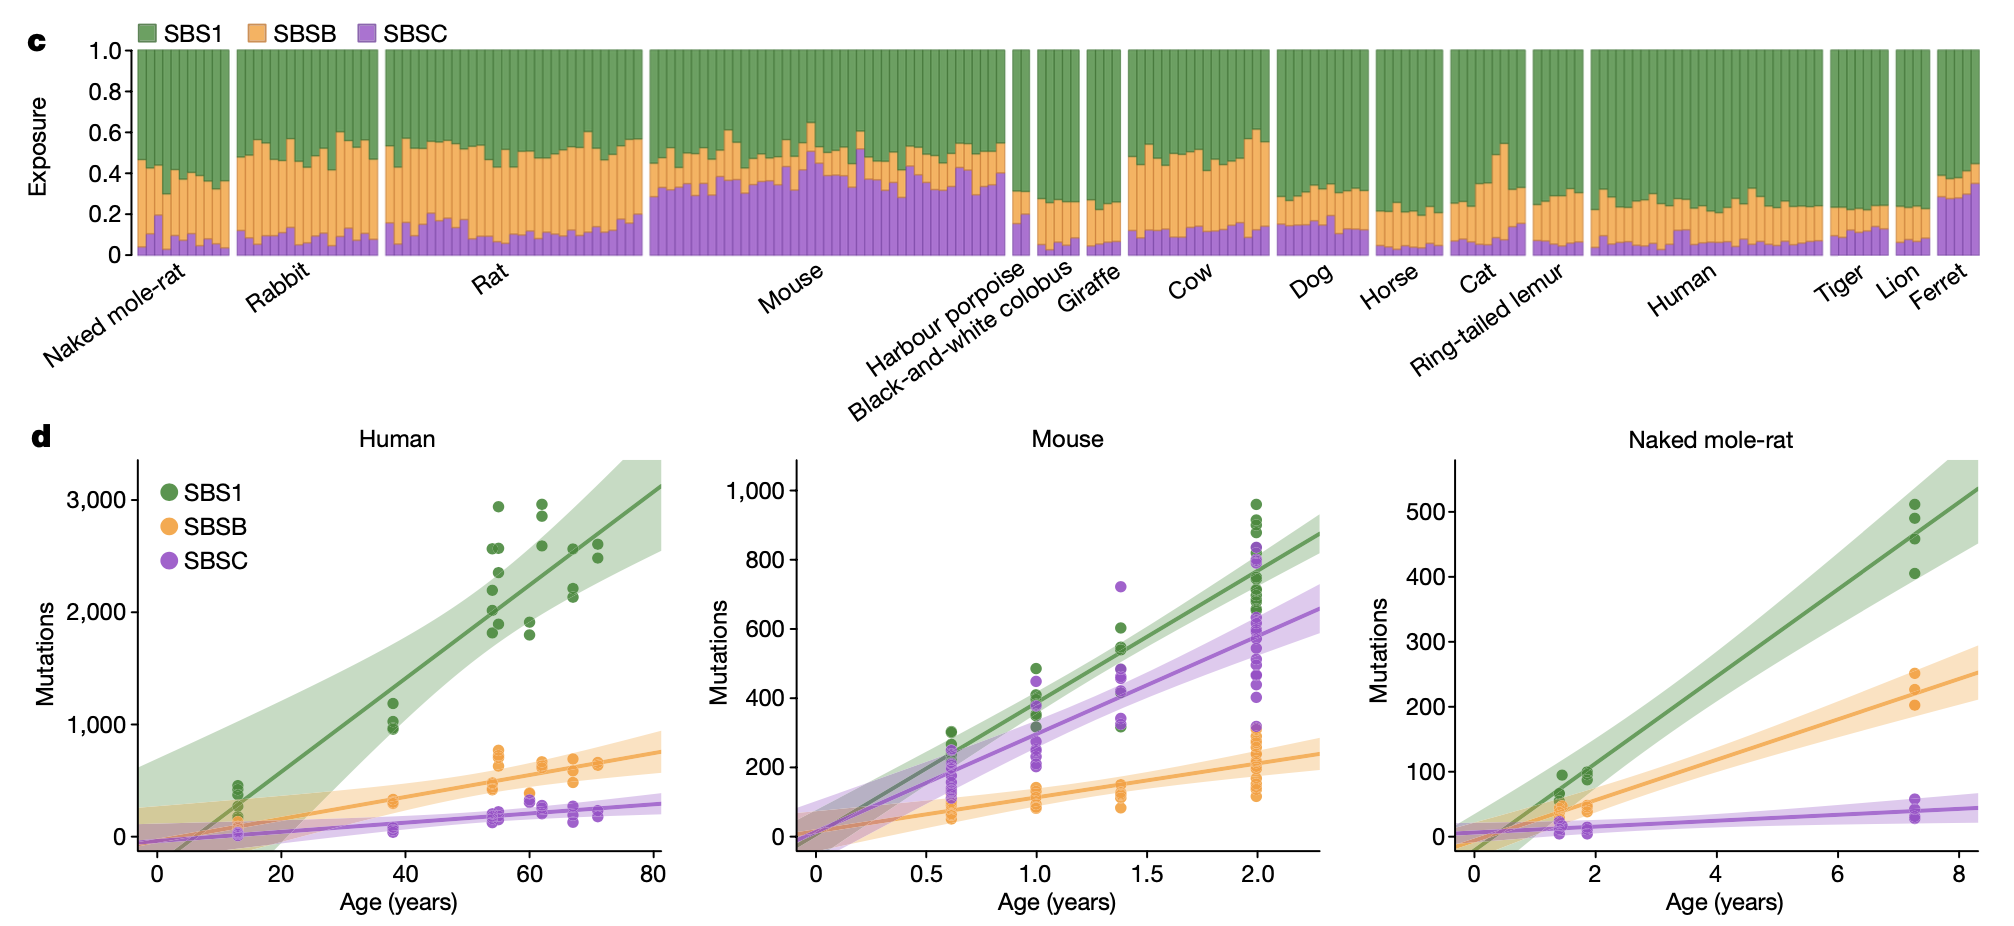 c
SBS1 SBSB SBSC
Exposure
1.0
0.8
0.6
0.4
0.2
0
Naked mole-rat
Rabbit
Rat
Mouse
Harbour porpoise
Black-and-white colobus
Giraffe
Cow
Dog
Horse
Cat
Ring-tailed lemur
Human
Tiger
Lion
Ferret
d
Human
SBS1
SBSB
SBSC
Mutations
3,000
2,000
1,000
0
0 20 40 60 80
Age (years)
Mouse
Mutations
1,000
800
600
400
200
0
0 0.5 1.0 1.5 2.0
Age (years)
Naked mole-rat
Mutations
500
400
300
200
100
0
0 2 4 6 8
Age (years)